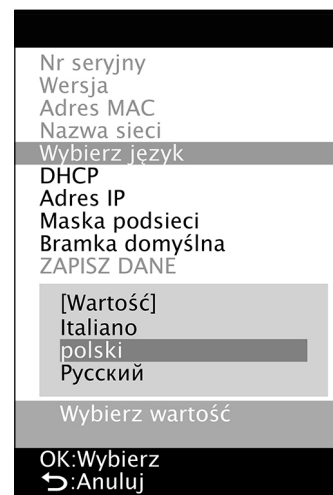 Nr seryjny
Wersja
Adres MAC
Nazwa sieci
Wybierz język
DHCP
Adres IP
Maska podsieci
Bramka domyślna
ZAPISZ DANE
[Wartość]
Italiano
polski
Русский
Wybierz wartość
OK:Wybierz
⮌:Anuluj